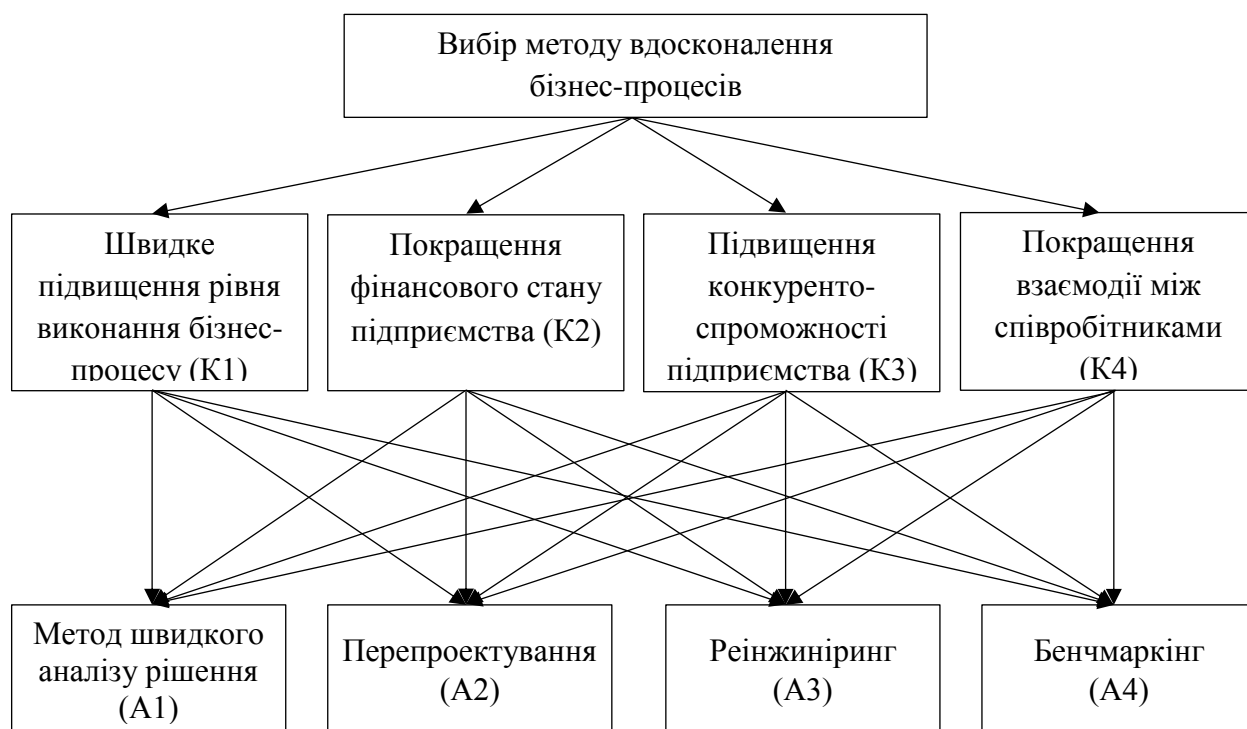 Вибір методу вдосконалення
бізнес-процесів
Швидке
підвищення рівня
виконання бізнес-
процесу (К1)
Покращення
фінансового стану
підприємства (К2)
Підвищення
конкуренто-
спроможності
підприємства (К3)
Покращення
взаємодії між
співробітниками
(К4)
Метод швидкого
аналізу рішення
(А1)
Перепроектування
(А2)
Реінжиніринг
(А3)
Бенчмаркінг
(А4)